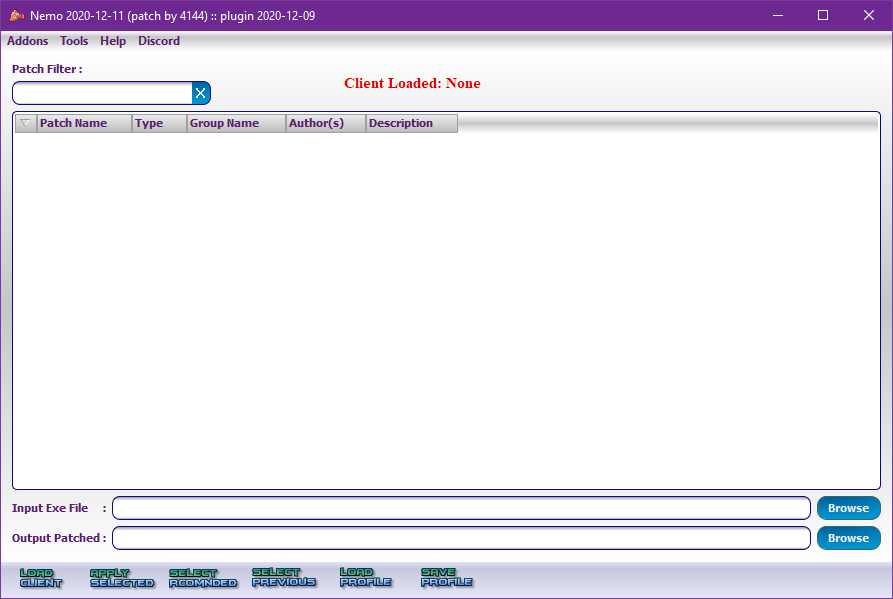 Nemo 2020-12-11 (patch by 4144) :: plugin 2020-12-09
Addons Tools Help Discord
Patch Filter :
Client Loaded: None
X
Patch Name Type Group Name Author(s) Description
Input Exe File : Browse
Output Patched : Browse
LOAD CLIENT
APPLY SELECTED
SELECT RCOMNDED
SELECT PREVIOUS
LOAD PROFILE
SAVE PROFILE